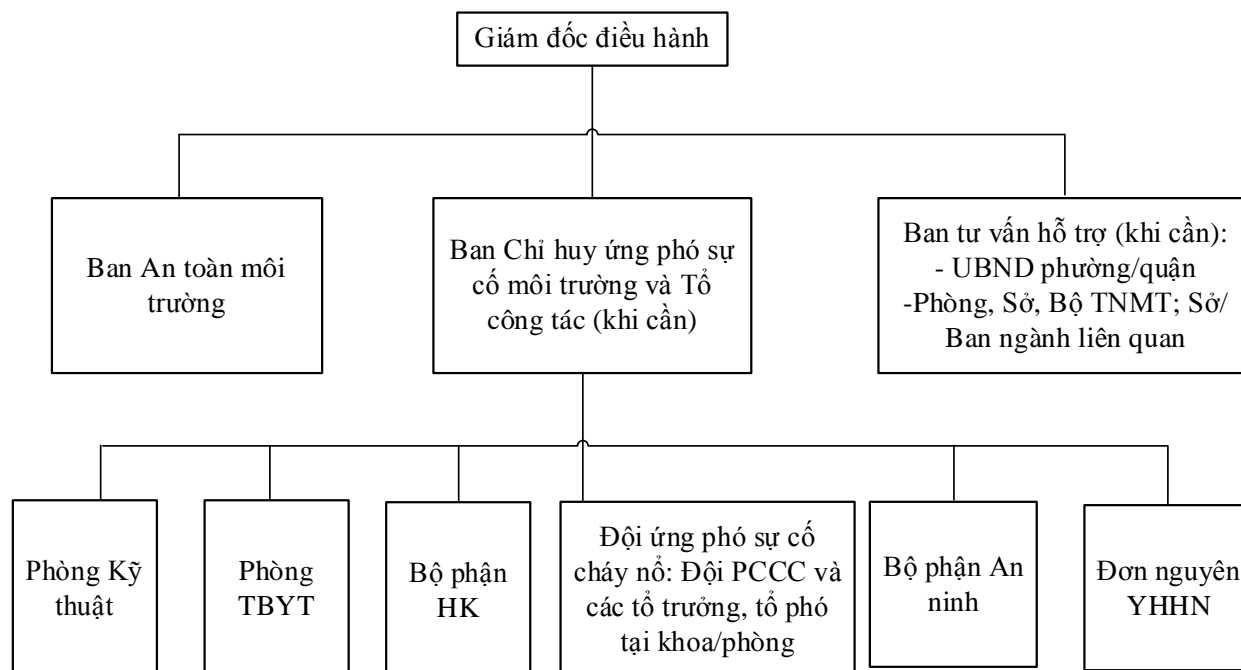 Giám đốc điều hành
Ban An toàn môi
trường
Ban Chỉ huy ứng phó sự
cố môi trường và Tổ
công tác (khi cần)
Ban tư vấn hỗ trợ (khi cần):
- UBND phường/quận
-Phòng, Sở, Bộ TNMT; Sở/
Ban ngành liên quan
Phòng Kỹ
thuật
Phòng
TBYT
Bộ phận
HK
Đội ứng phó sự cố
cháy nổ: Đội PCCC và
các tổ trưởng, tổ phó
tại khoa/phòng
Bộ phận An
ninh
Đơn nguyên
YHHN